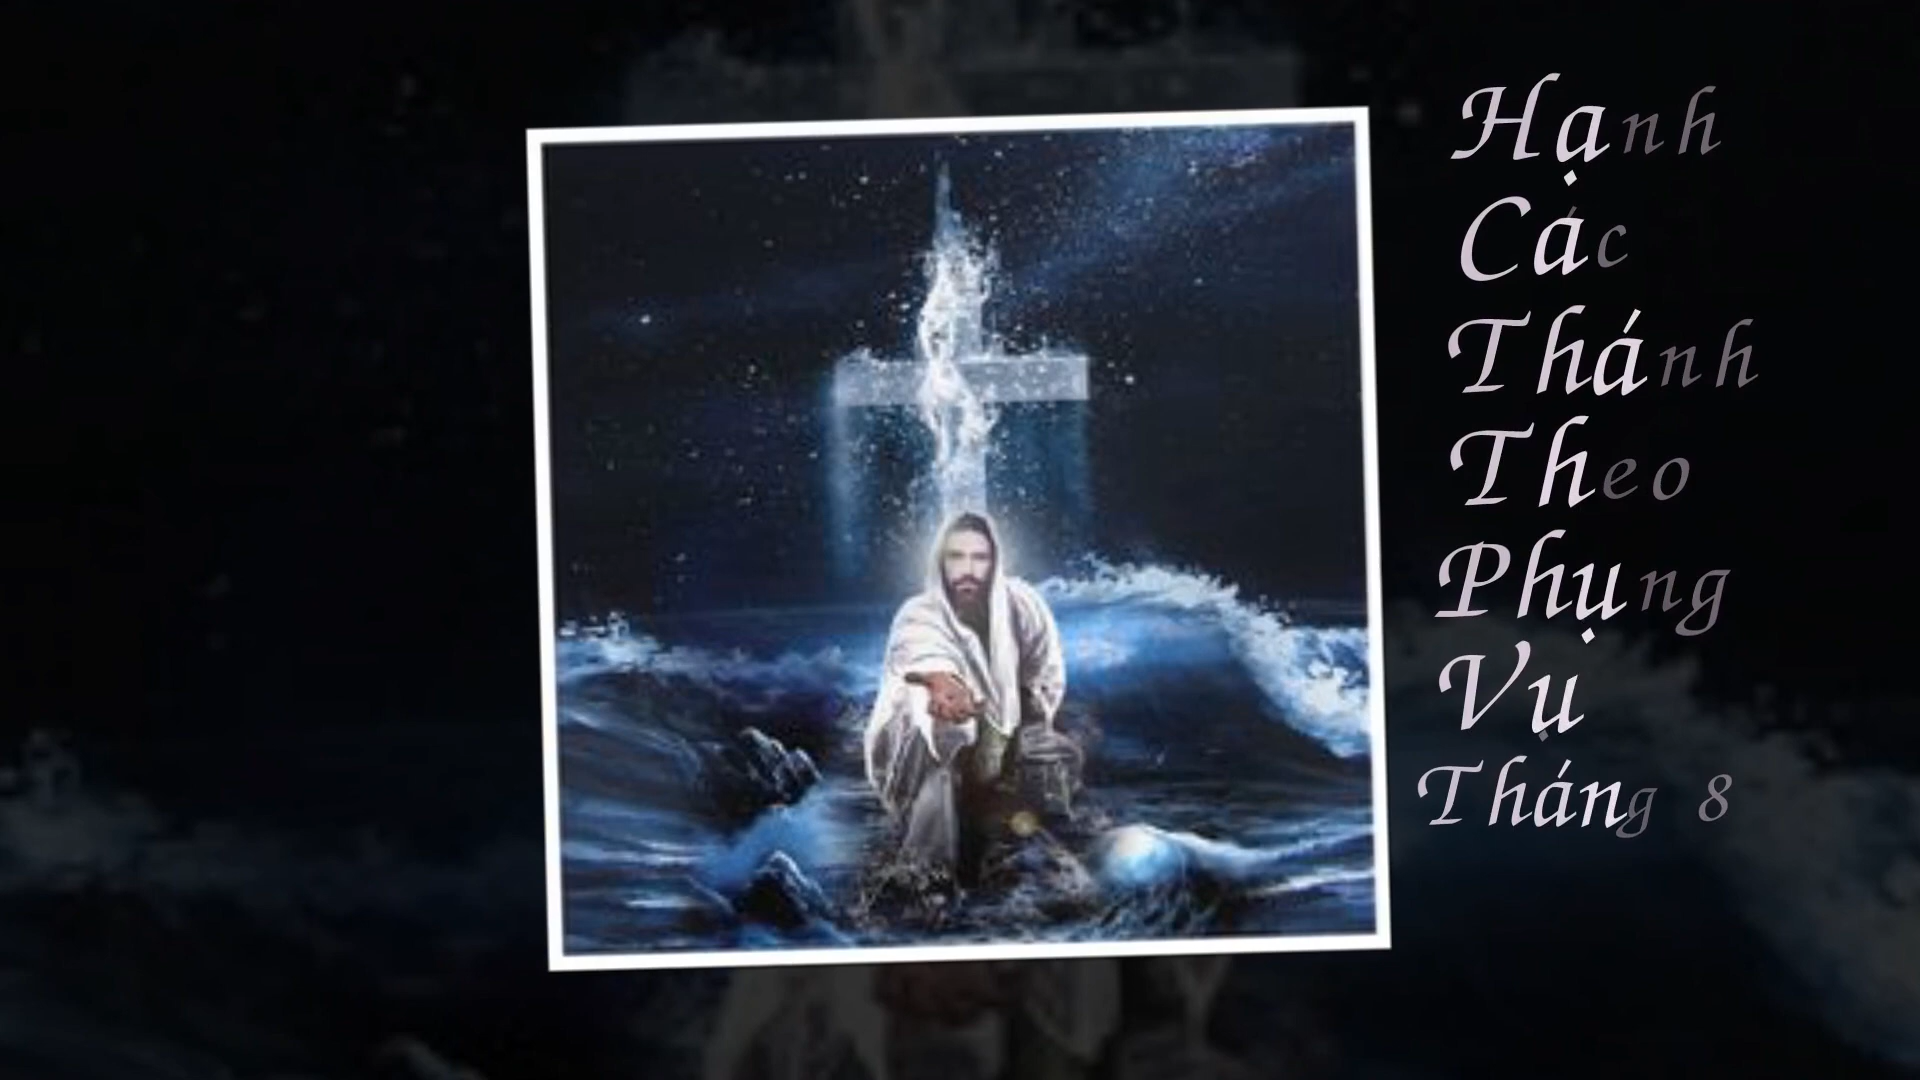 Hạnh
Các
Thánh
Theo
Phụng
Vụ
Tháng 8